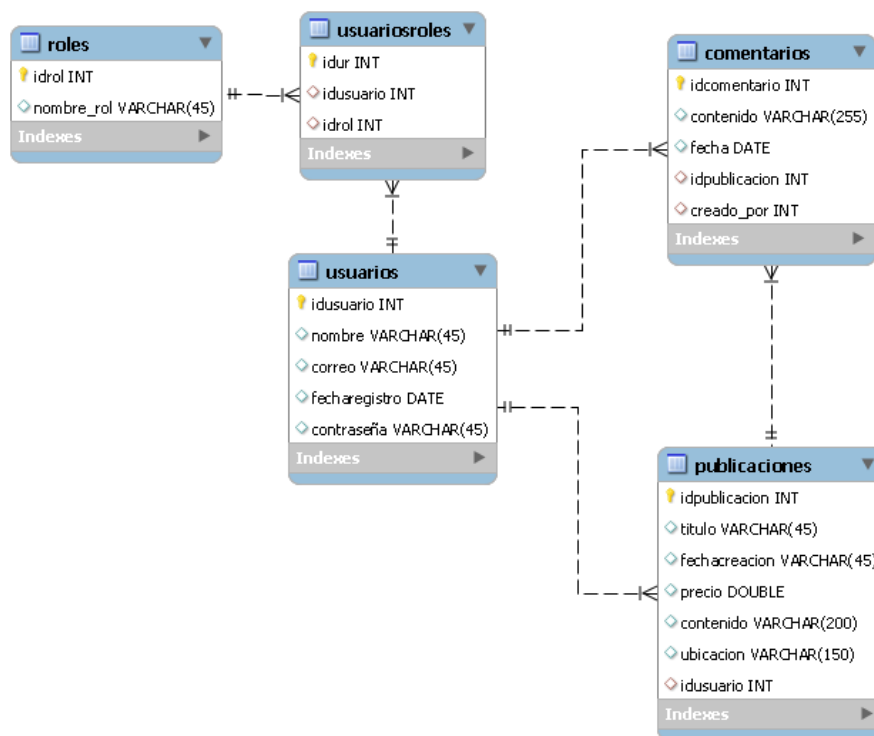 roles
idrol INT
nombre_rol VARCHAR(45)
Indexes
usuariosroles
idur INT
idusuario INT
idrol INT
Indexes
comentarios
idcomentario INT
contenido VARCHAR(255)
fecha DATE
idpublicacion INT
creado_por INT
Indexes
usuarios
idusuario INT
nombre VARCHAR(45)
correo VARCHAR(45)
fecharegistro DATE
contraseña VARCHAR(45)
Indexes
publicaciones
idpublicacion INT
titulo VARCHAR(45)
fechacreacion VARCHAR(45)
precio DOUBLE
contenido VARCHAR(200)
ubicacion VARCHAR(150)
idusuario INT
Indexes